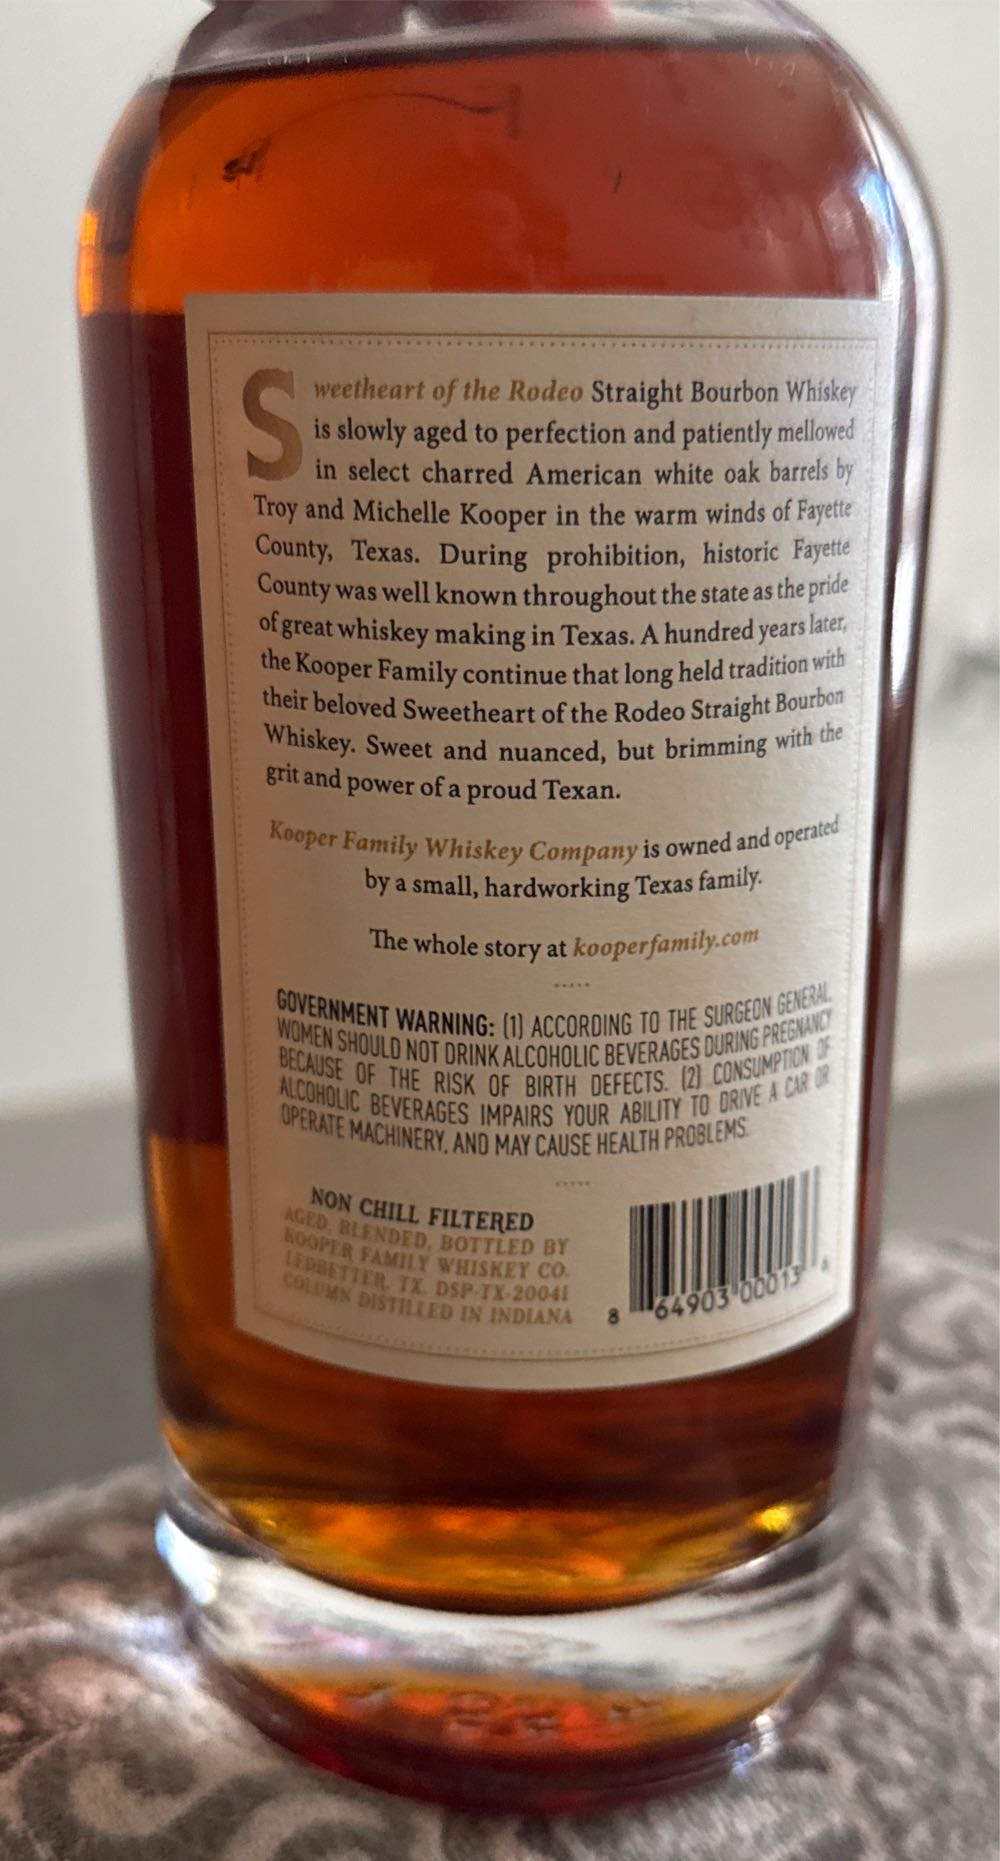 Sweetheart of the Rodeo Straight Bourbon Whiskey
is slowly aged to perfection and patiently mellowed
in select charred American white oak barrels by
Troy and Michelle Kooper in the warm winds of Fayette
County, Texas. During prohibition, historic Fayette
County was well known throughout the state as the pride
of great whiskey making in Texas. A hundred years later,
the Kooper Family continue that long held tradition with
their beloved Sweetheart of the Rodeo Straight Bourbon
Whiskey. Sweet and nuanced, but brimming with the
grit and power of a proud Texan.
Kooper Family Whiskey Company is owned and operated
by a small, hardworking Texas family.
The whole story at kooperfamily.com
GOVERNMENT WARNING: (1) ACCORDING TO THE SURGEON GENERAL,
WOMEN SHOULD NOT DRINK ALCOHOLIC BEVERAGES DURING PREGNANCY
BECAUSE OF THE RISK OF BIRTH DEFECTS. (2) CONSUMPTION OF
ALCOHOLIC BEVERAGES IMPAIRS YOUR ABILITY TO DRIVE A CAR OR
OPERATE MACHINERY, AND MAY CAUSE HEALTH PROBLEMS.
NON CHILL FILTERED
AGED, BLENDED, BOTTLED BY
KOOPER FAMILY WHISKEY CO.
LEDBETTER, TX. DSP-TX-20041
COLUMN DISTILLED IN INDIANA
8 64903 00013